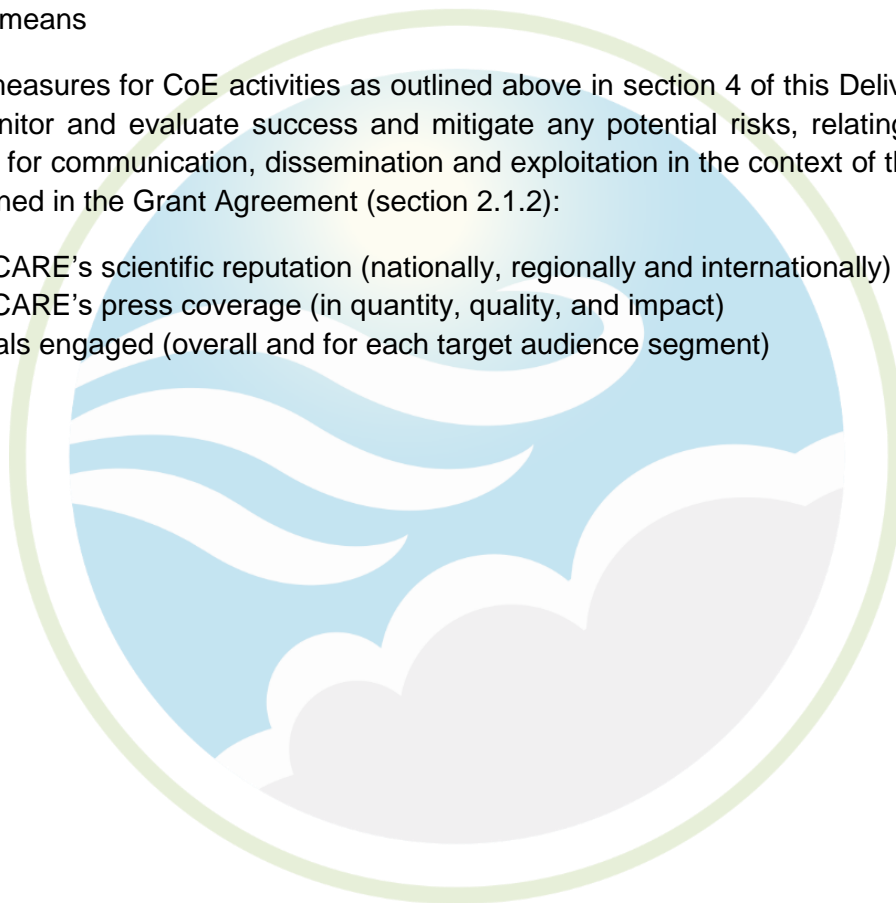 means
measures for CoE activities as outlined above in section 4 of this Deliv
nitor and evaluate success and mitigate any potential risks, relating
for communication, dissemination and exploitation in the context of th
ned in the Grant Agreement (section 2.1.2):
CARE’s scientific reputation (nationally, regionally and internationally)
CARE’s press coverage (in quantity, quality, and impact)
als engaged (overall and for each target audience segment)